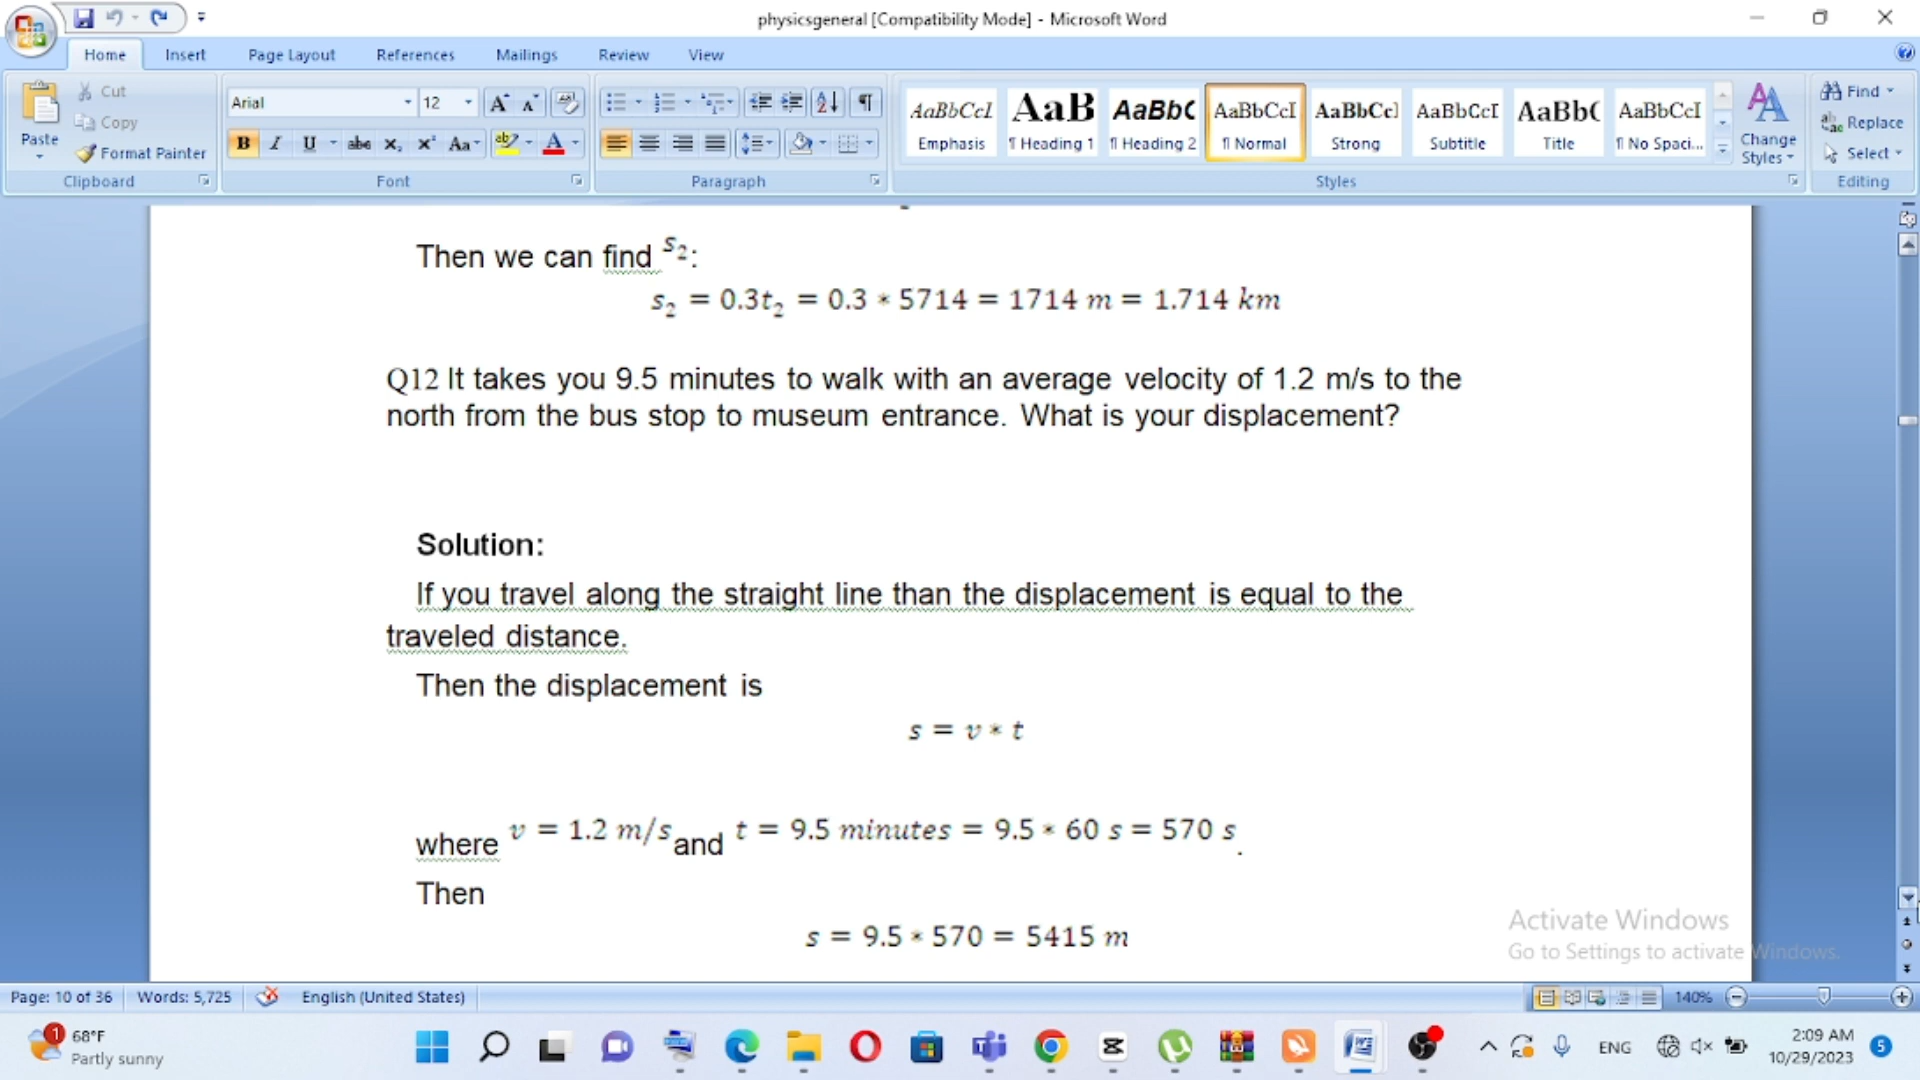 physicsgeneral [Compatibility Mode] - Microsoft Word
Home Insert Page Layout References Mailings Review View
Paste
Cut
Copy
Format Painter
Clipboard
Arial 12
Font
Paragraph
AaBbCcI AaB AaBbC AaBbCcI AaBbCcI AaBbCcI AaBb( AaBbCcI
Emphasis ¶ Heading 1 ¶ Heading 2 ¶ Normal Strong Subtitle Title ¶ No Spaci...
Styles
Change Styles
Find
Replace
Select
Editing
Then we can find s₂:
s₂ = 0.3t₂ = 0.3 * 5714 = 1714 m = 1.714 km
Q12 It takes you 9.5 minutes to walk with an average velocity of 1.2 m/s to the
north from the bus stop to museum entrance. What is your displacement?
Solution:
If you travel along the straight line than the displacement is equal to the
traveled distance.
Then the displacement is
s = v * t
where v = 1.2 m/s and t = 9.5 minutes = 9.5 * 60 s = 570 s.
Then
s = 9.5 * 570 = 5415 m
Activate Windows
Go to Settings to activate Windows.
Page: 10 of 36 Words: 5,725 English (United States) 140%
1 68°F
Partly sunny
ENG
2:09 AM
10/29/2023
5